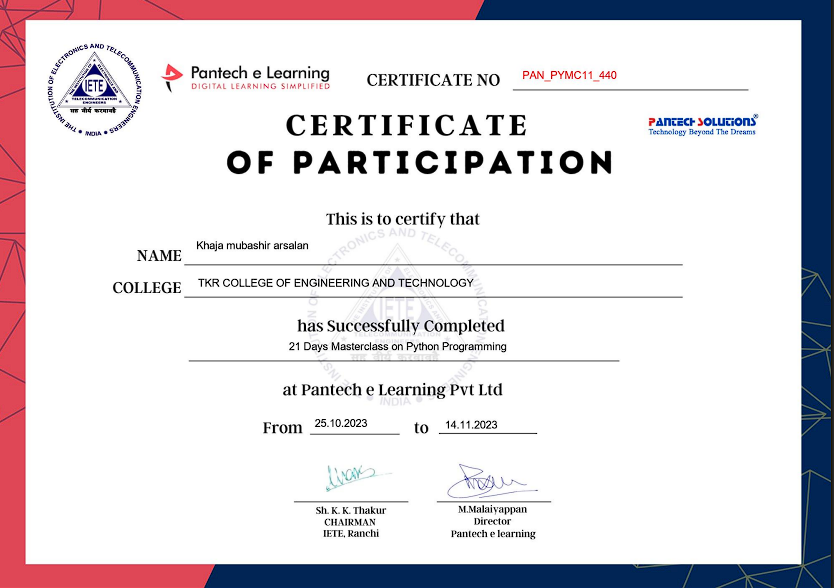 THE INSTITUTION OF ELECTRONICS AND TELECOMMUNICATION ENGINEERS
INDIA
IETE
TELECOMMUNICATION
ENGINEERS
Pantech e Learning
DIGITAL LEARNING SIMPLIFIED
CERTIFICATE NO PAN_PYMC11_440
CERTIFICATE
OF PARTICIPATION
PANTECH SOLUTIONS®
Technology Beyond The Dreams
This is to certify that
NAME Khaja mubashir arsalan
COLLEGE TKR COLLEGE OF ENGINEERING AND TECHNOLOGY
has Successfully Completed
21 Days Masterclass on Python Programming
at Pantech e Learning Pvt Ltd
From 25.10.2023 to 14.11.2023
Sh. K. K. Thakur
CHAIRMAN
IETE, Ranchi
M.Malaiyappan
Director
Pantech e learning